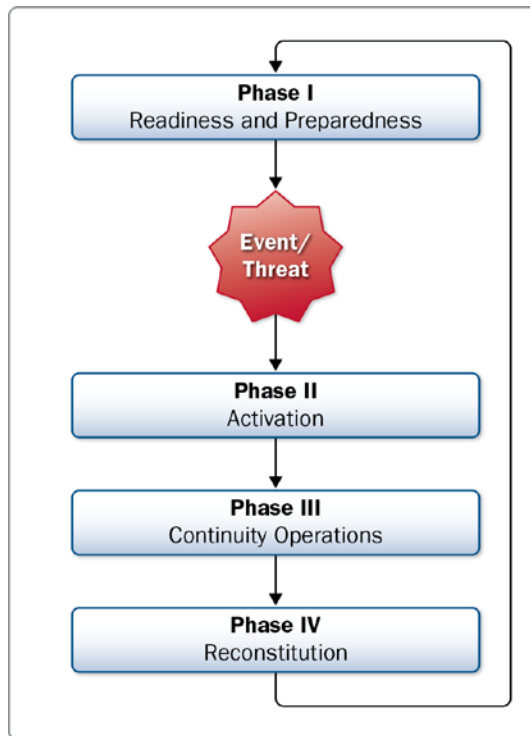 Phase I
Readiness and Preparedness
Event/
Threat
Phase II
Activation
Phase III
Continuity Operations
Phase IV
Reconstitution